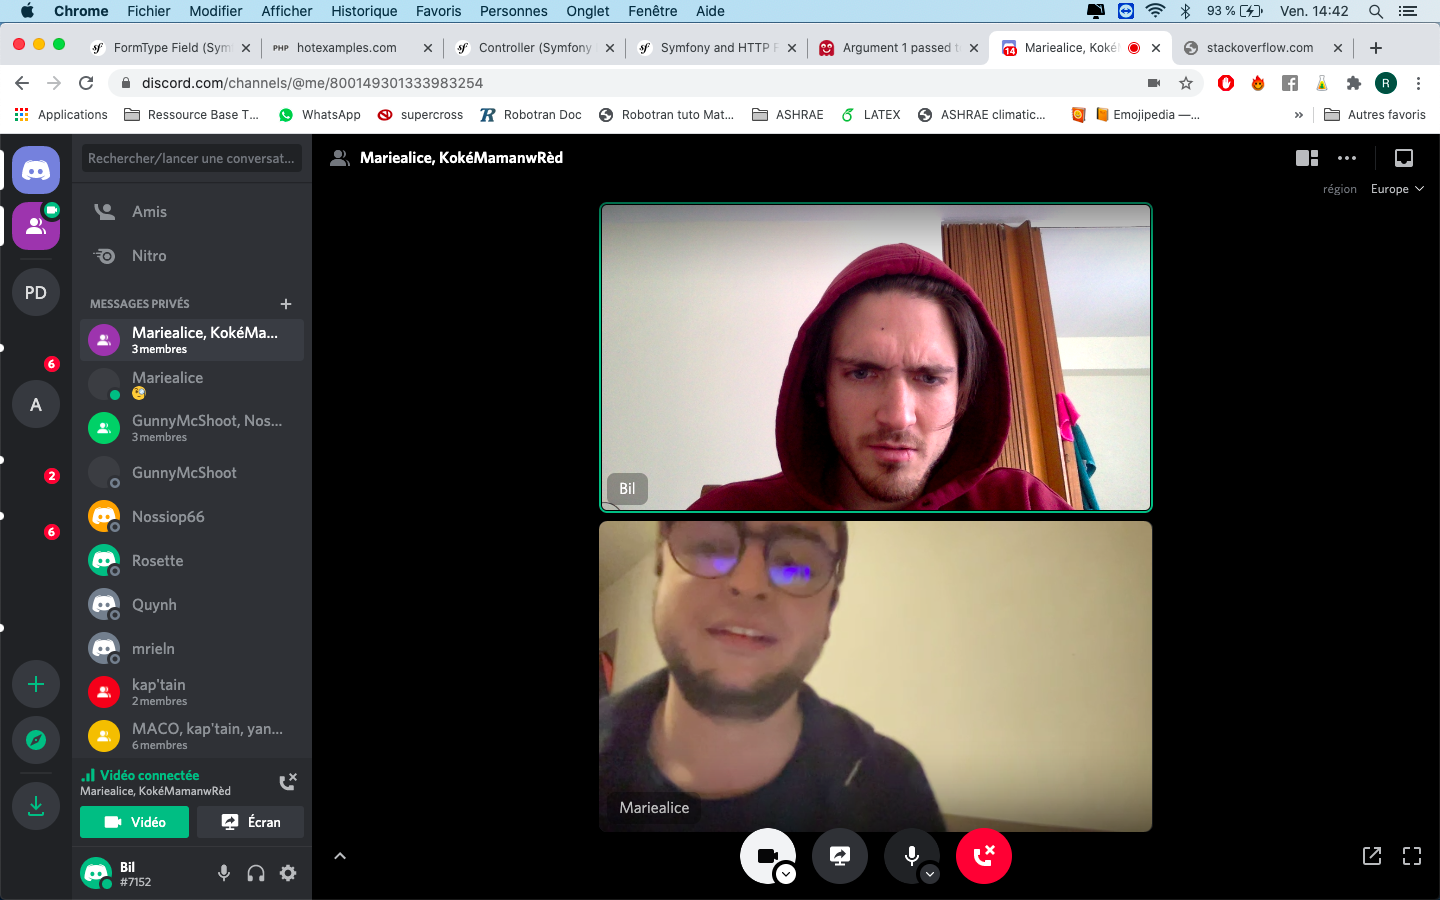 Chrome Fichier Modifier Afficher Historique Favoris Personnes Onglet Fenêtre Aide 93 % Ven. 14:42
FormType Field (Sym
PHP hotexamples.com
Controller (Symfony
Symfony and HTTP F
Argument 1 passed t
14 Mariealice, Koké
stackoverflow.com
discord.com/channels/@me/800149301333983254
R
Applications Ressource Base T... WhatsApp supercross Robotran Doc Robotran tuto Mat... ASHRAE LATEX ASHRAE climatic... Emojipedia —... » Autres favoris
Rechercher/lancer une conversat...
Mariealice, KokéMamanwRèd
région Europe
Amis
Nitro
PD
MESSAGES PRIVÉS
Mariealice, KokéMa...
3 membres
6
Mariealice
A
GunnyMcShoot, Nos...
3 membres
2
GunnyMcShoot
Bil
6
Nossiop66
Rosette
Quynh
mrieln
kap'tain
2 membres
MACO, kap'tain, yan...
6 membres
Vidéo connectée
Mariealice, KokéMamanwRèd
Vidéo
Écran
Mariealice
Bil
#7152